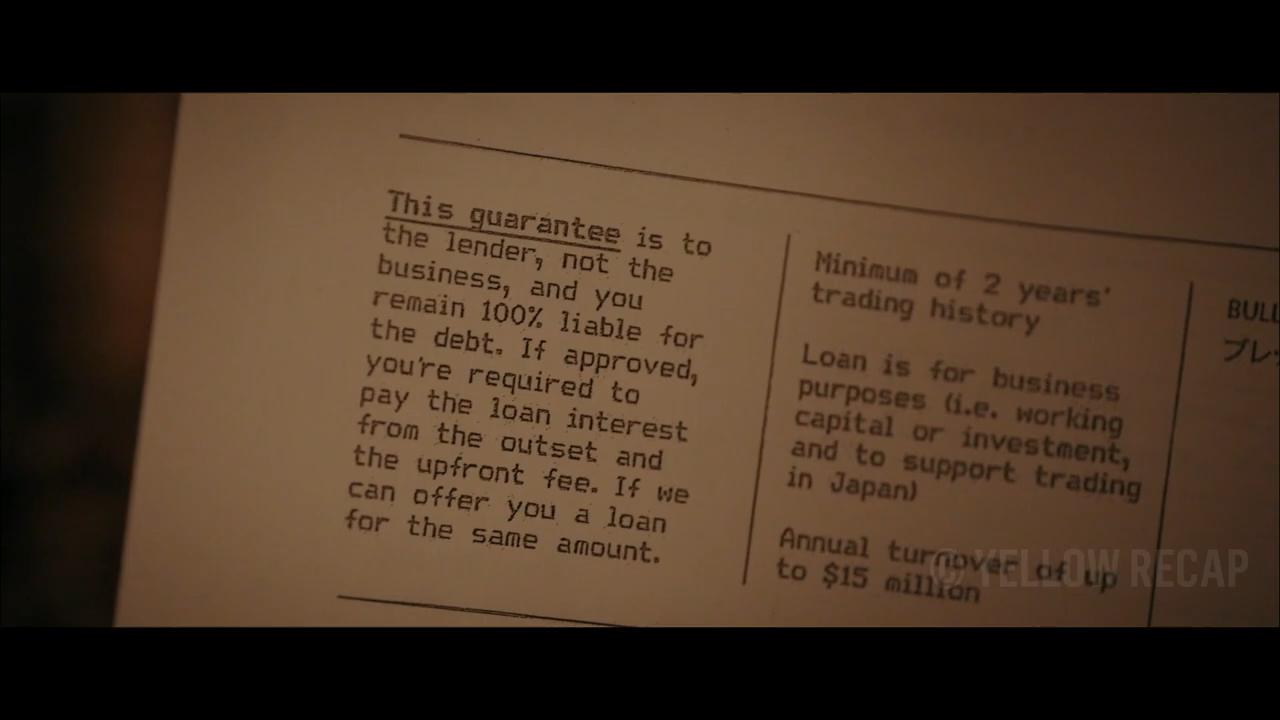 This guarantee is to
the lender, not the
business, and you
remain 100% liable for
the debt. If approved,
you're required to
pay the loan interest
from the outset and
the upfront fee. If we
can offer you a loan
for the same amount.
Minimum of 2 years'
trading history
Loan is for business
purposes (i.e. working
capital or investment,
and to support trading
in Japan)
Annual turnover of up
to $15 million
BULL
ブレ
© YELLOW RECAP